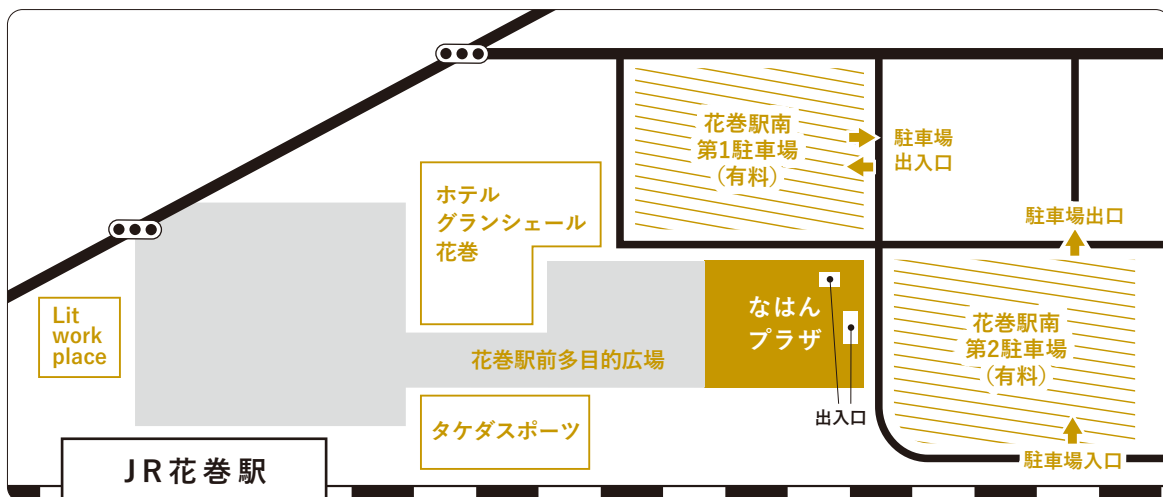 花巻駅南
第1駐車場
（有料）
駐車場
出入口
ホテル
グランシェール
花巻
駐車場出口
Lit
work
place
なはん
プラザ
花巻駅南
第2駐車場
（有料）
花巻駅前多目的広場
出入口
タケダスポーツ
駐車場入口
JR花巻駅